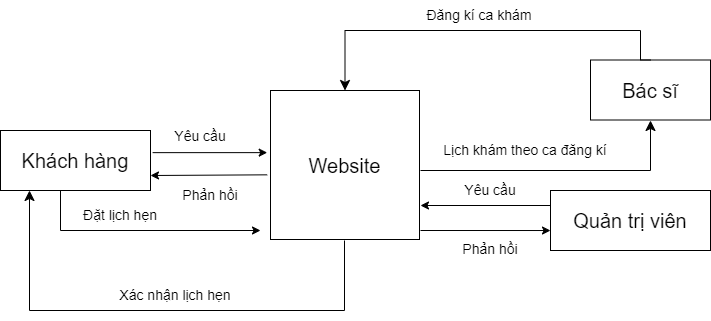 Đăng kí ca khám
Bác sĩ
Yêu cầu
Khách hàng
Website
Lịch khám theo ca đăng kí
Phản hồi
Yêu cầu
Đặt lịch hẹn
Quản trị viên
Phản hồi
Xác nhận lịch hẹn